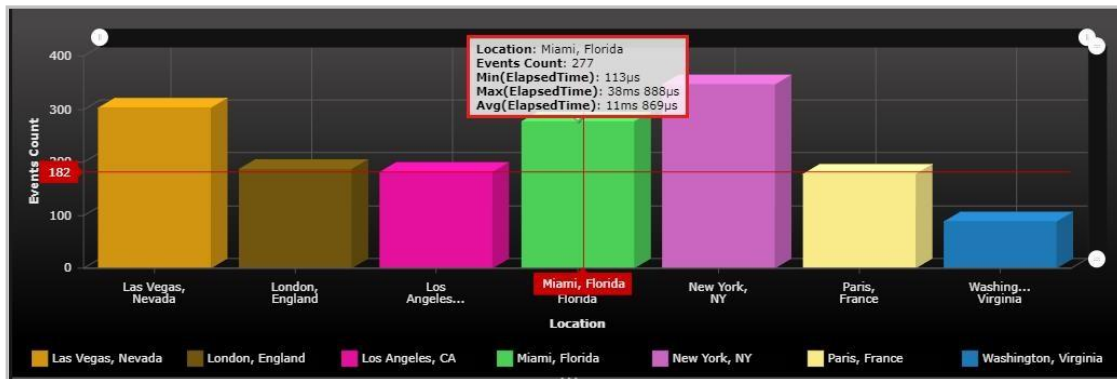 400
300
200
182
100
0
Events Count
Location: Miami, Florida
Events Count: 277
Min(ElapsedTime): 113µs
Max(ElapsedTime): 38ms 888µs
Avg(ElapsedTime): 11ms 869µs
Las Vegas,
Nevada
London,
England
Los
Angeles...
Miami, Florida
Florida
New York,
NY
Paris,
France
Washing...
Virginia
Location
Las Vegas, Nevada
London, England
Los Angeles, CA
Miami, Florida
New York, NY
Paris, France
Washington, Virginia